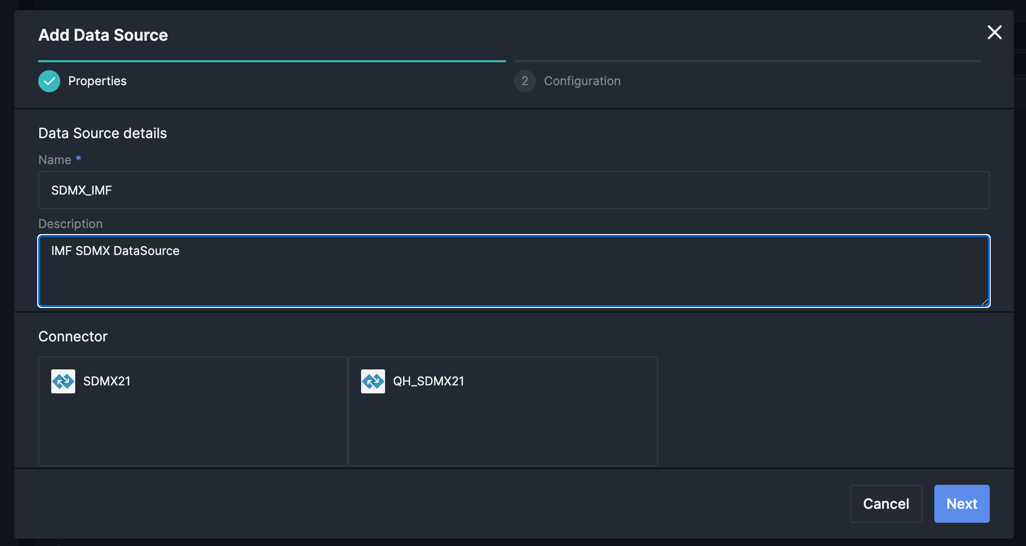 Add Data Source
Properties
2 Configuration
Data Source details
Name *
SDMX_IMF
Description
IMF SDMX DataSource
Connector
SDMX21
QH_SDMX21
Cancel
Next